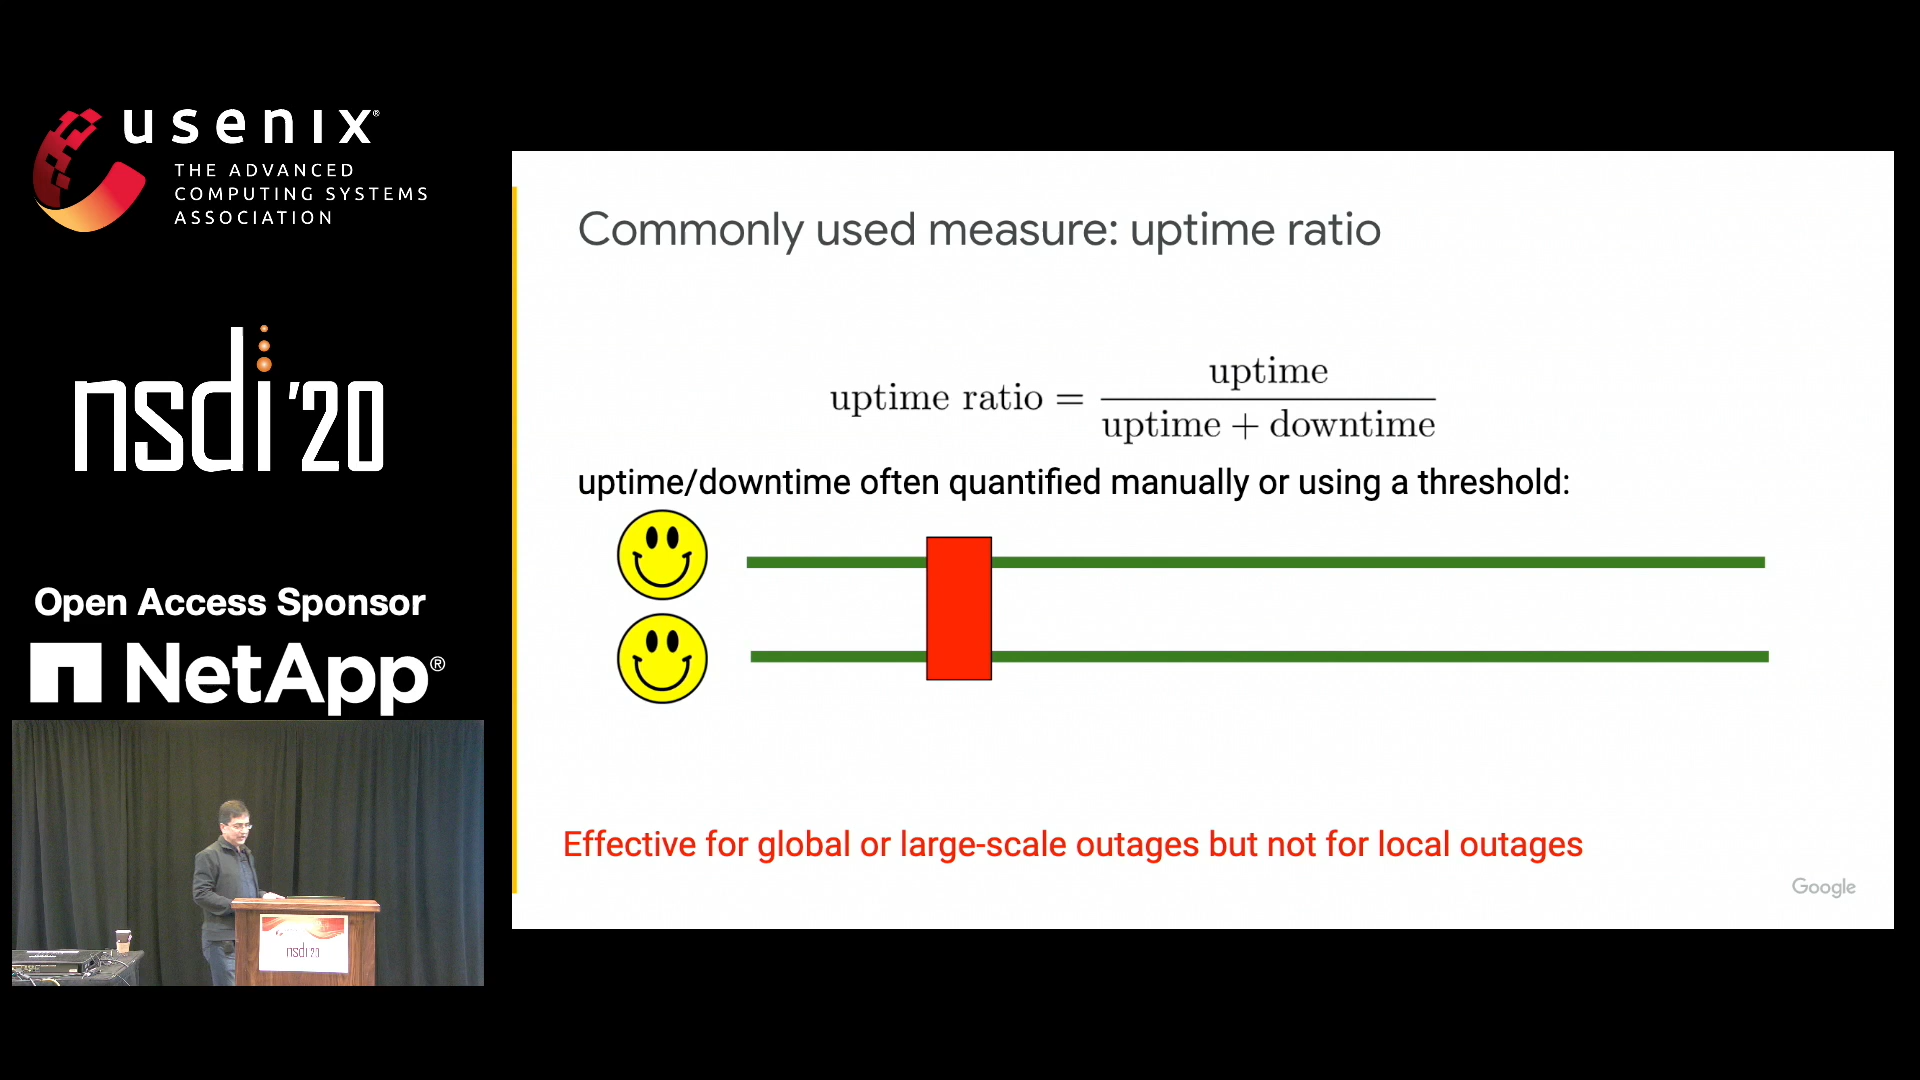 usenix®
THE ADVANCED
COMPUTING SYSTEMS
ASSOCIATION
nsdi '20
Open Access Sponsor
NetApp®
nsdi 20
Commonly used measure: uptime ratio
uptime ratio = uptime / uptime + downtime
uptime/downtime often quantified manually or using a threshold:
Effective for global or large-scale outages but not for local outages
Google